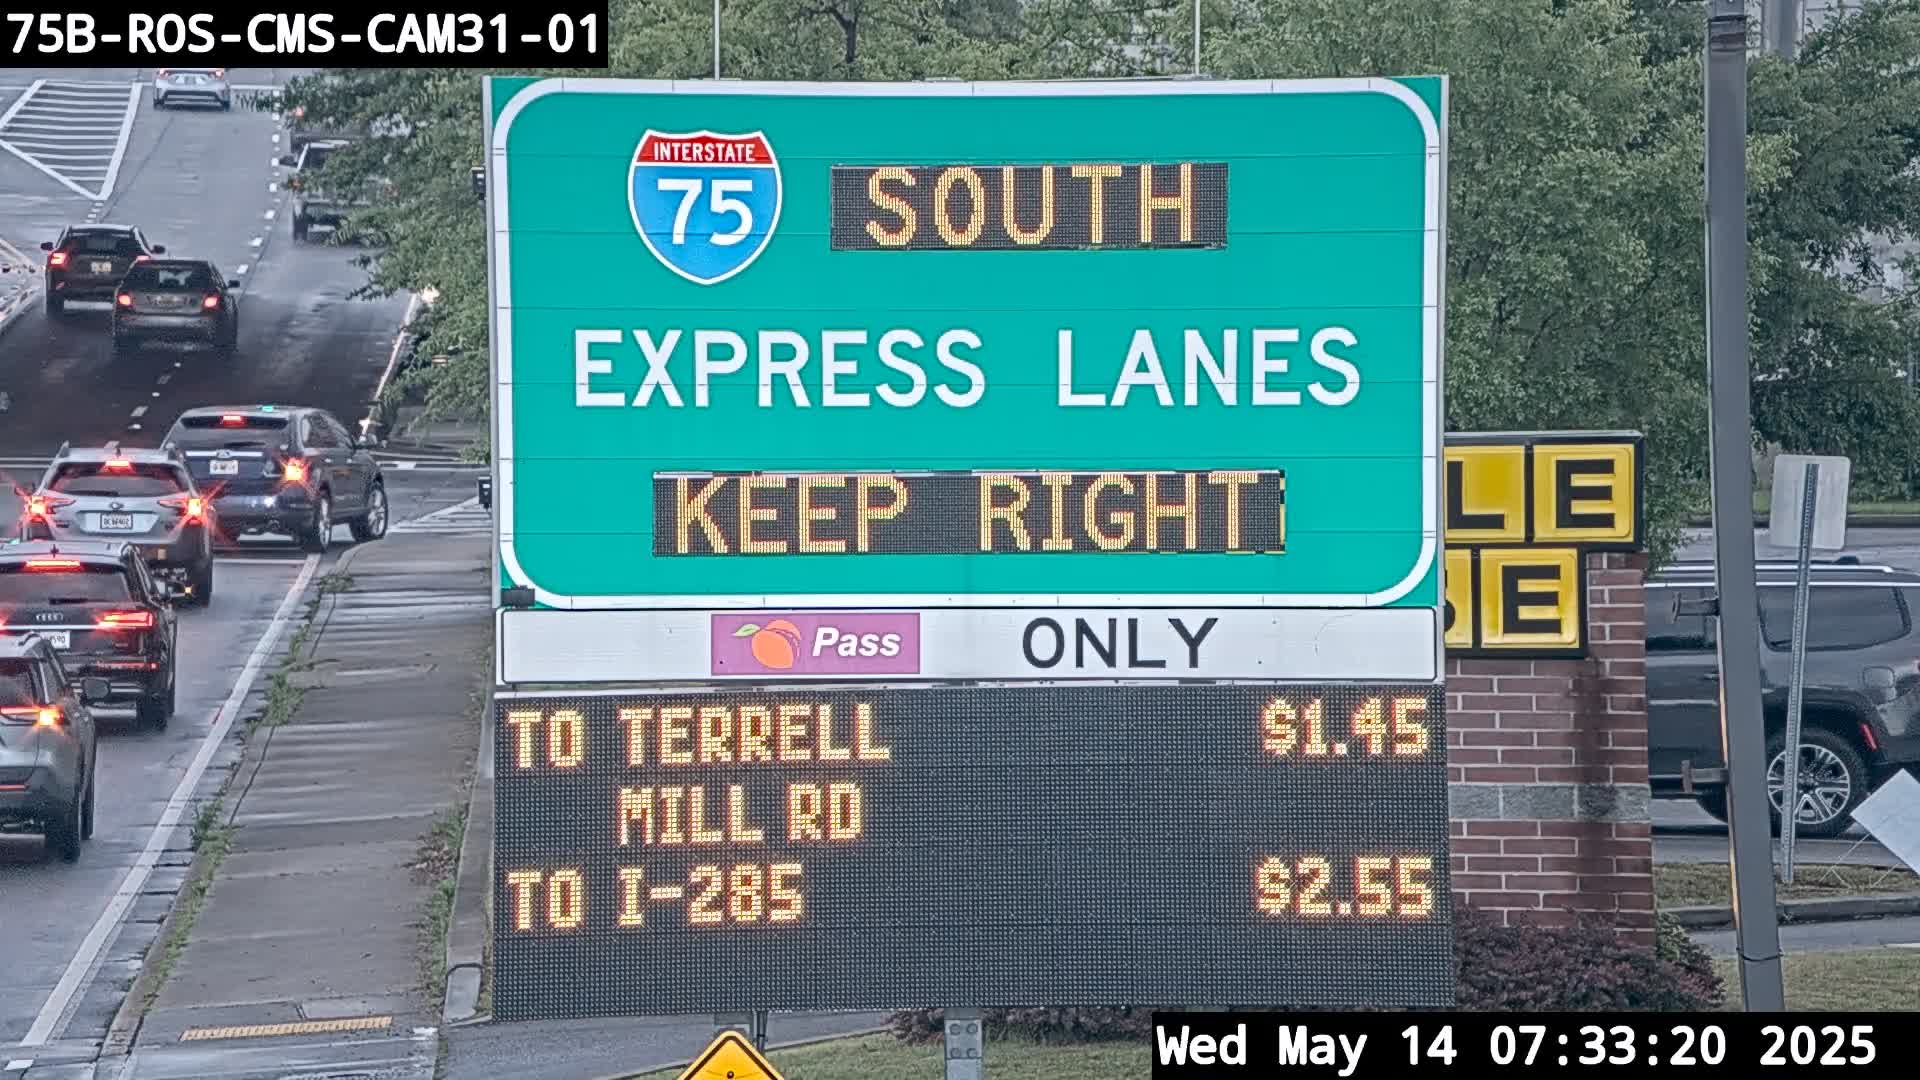 75B-ROS-CMS-CAM31-01
INTERSTATE
75
SOUTH
EXPRESS LANES
KEEP RIGHT
LE
E
Pass
ONLY
TO TERRELL $1.45
MILL RD
TO I-285 $2.55
Wed May 14 07:33:20 2025